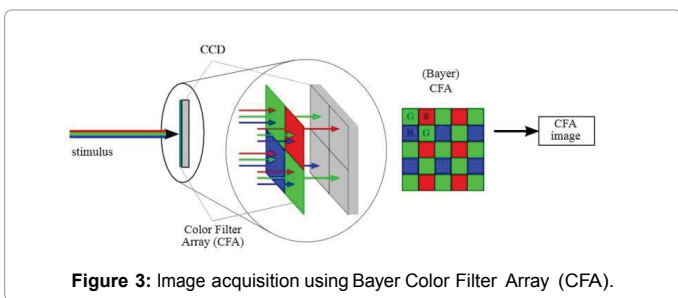 CCD
stimulus
Color Filter
Array (CFA)
(Bayer)
CFA
G R
B G
CFA
image
Figure 3: Image acquisition using Bayer Color Filter Array (CFA).